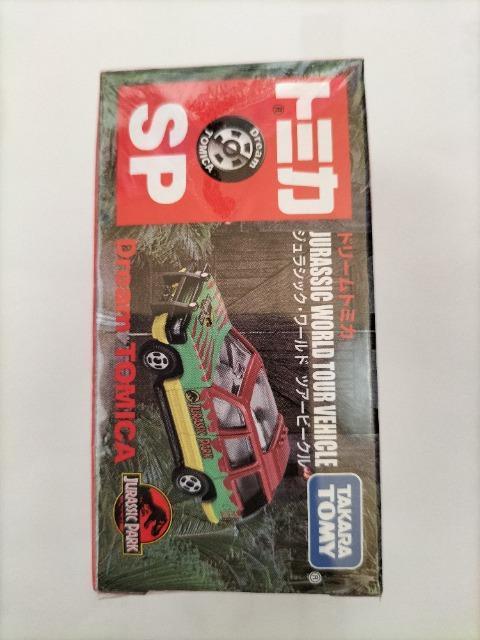 トミカ®
SP
Dream
TOMICA
ドリームトミカ
JURASSIC WORLD TOUR VEHICLE
ジュラシック・ワールド ツアービークル
JURASSIC PARK
Dream TOMICA
JURASSIC PARK
TAKARA
TOMY®